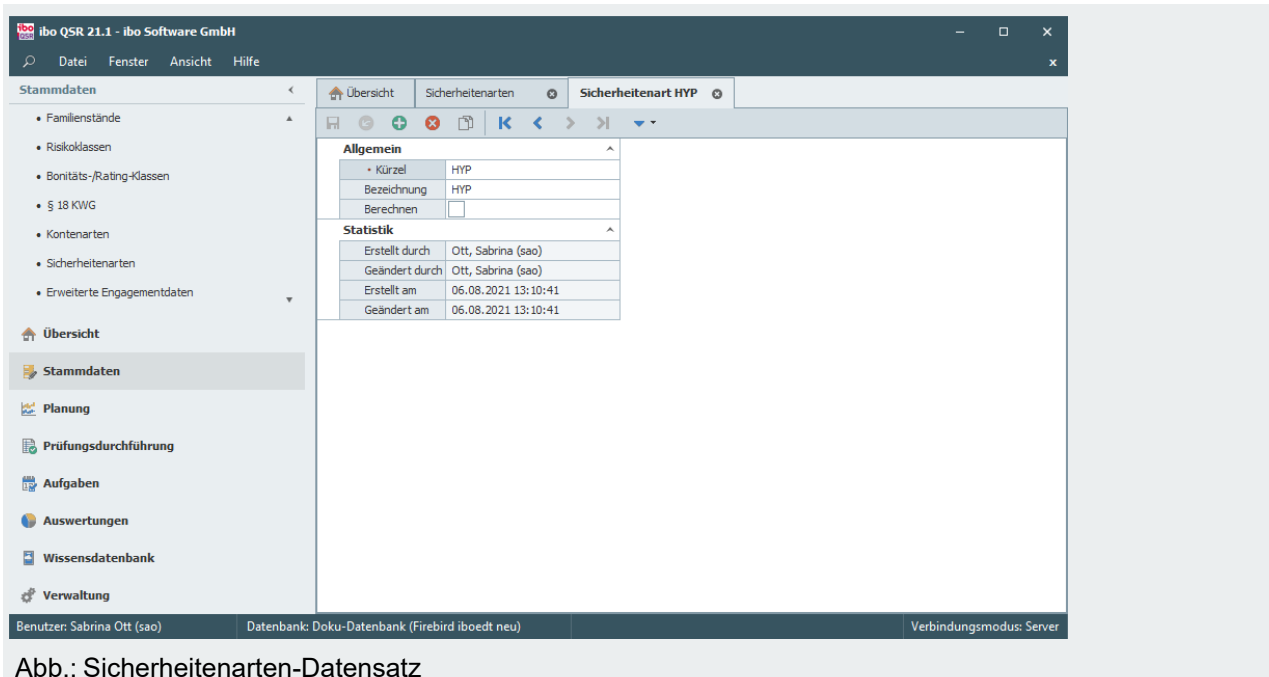 ibo QSR 21.1 - ibo Software GmbH
Datei Fenster Ansicht Hilfe
Stammdaten
• Familienstände
• Risikoklassen
• Bonitäts-/Rating-Klassen
• § 18 KWG
• Kontenarten
• Sicherheitenarten
• Erweiterte Engagementdaten
Übersicht
Stammdaten
Planung
Prüfungsdurchführung
Aufgaben
Auswertungen
Wissensdatenbank
Verwaltung
Übersicht Sicherheitenarten Sicherheitenart HYP
Allgemein
• Kürzel HYP
Bezeichnung HYP
Berechnen
Statistik
Erstellt durch Ott, Sabrina (sao)
Geändert durch Ott, Sabrina (sao)
Erstellt am 06.08.2021 13:10:41
Geändert am 06.08.2021 13:10:41
Benutzer: Sabrina Ott (sao) Datenbank: Doku-Datenbank (Firebird iboedt neu) Verbindungsmodus: Server
Abb.: Sicherheitenarten-Datensatz